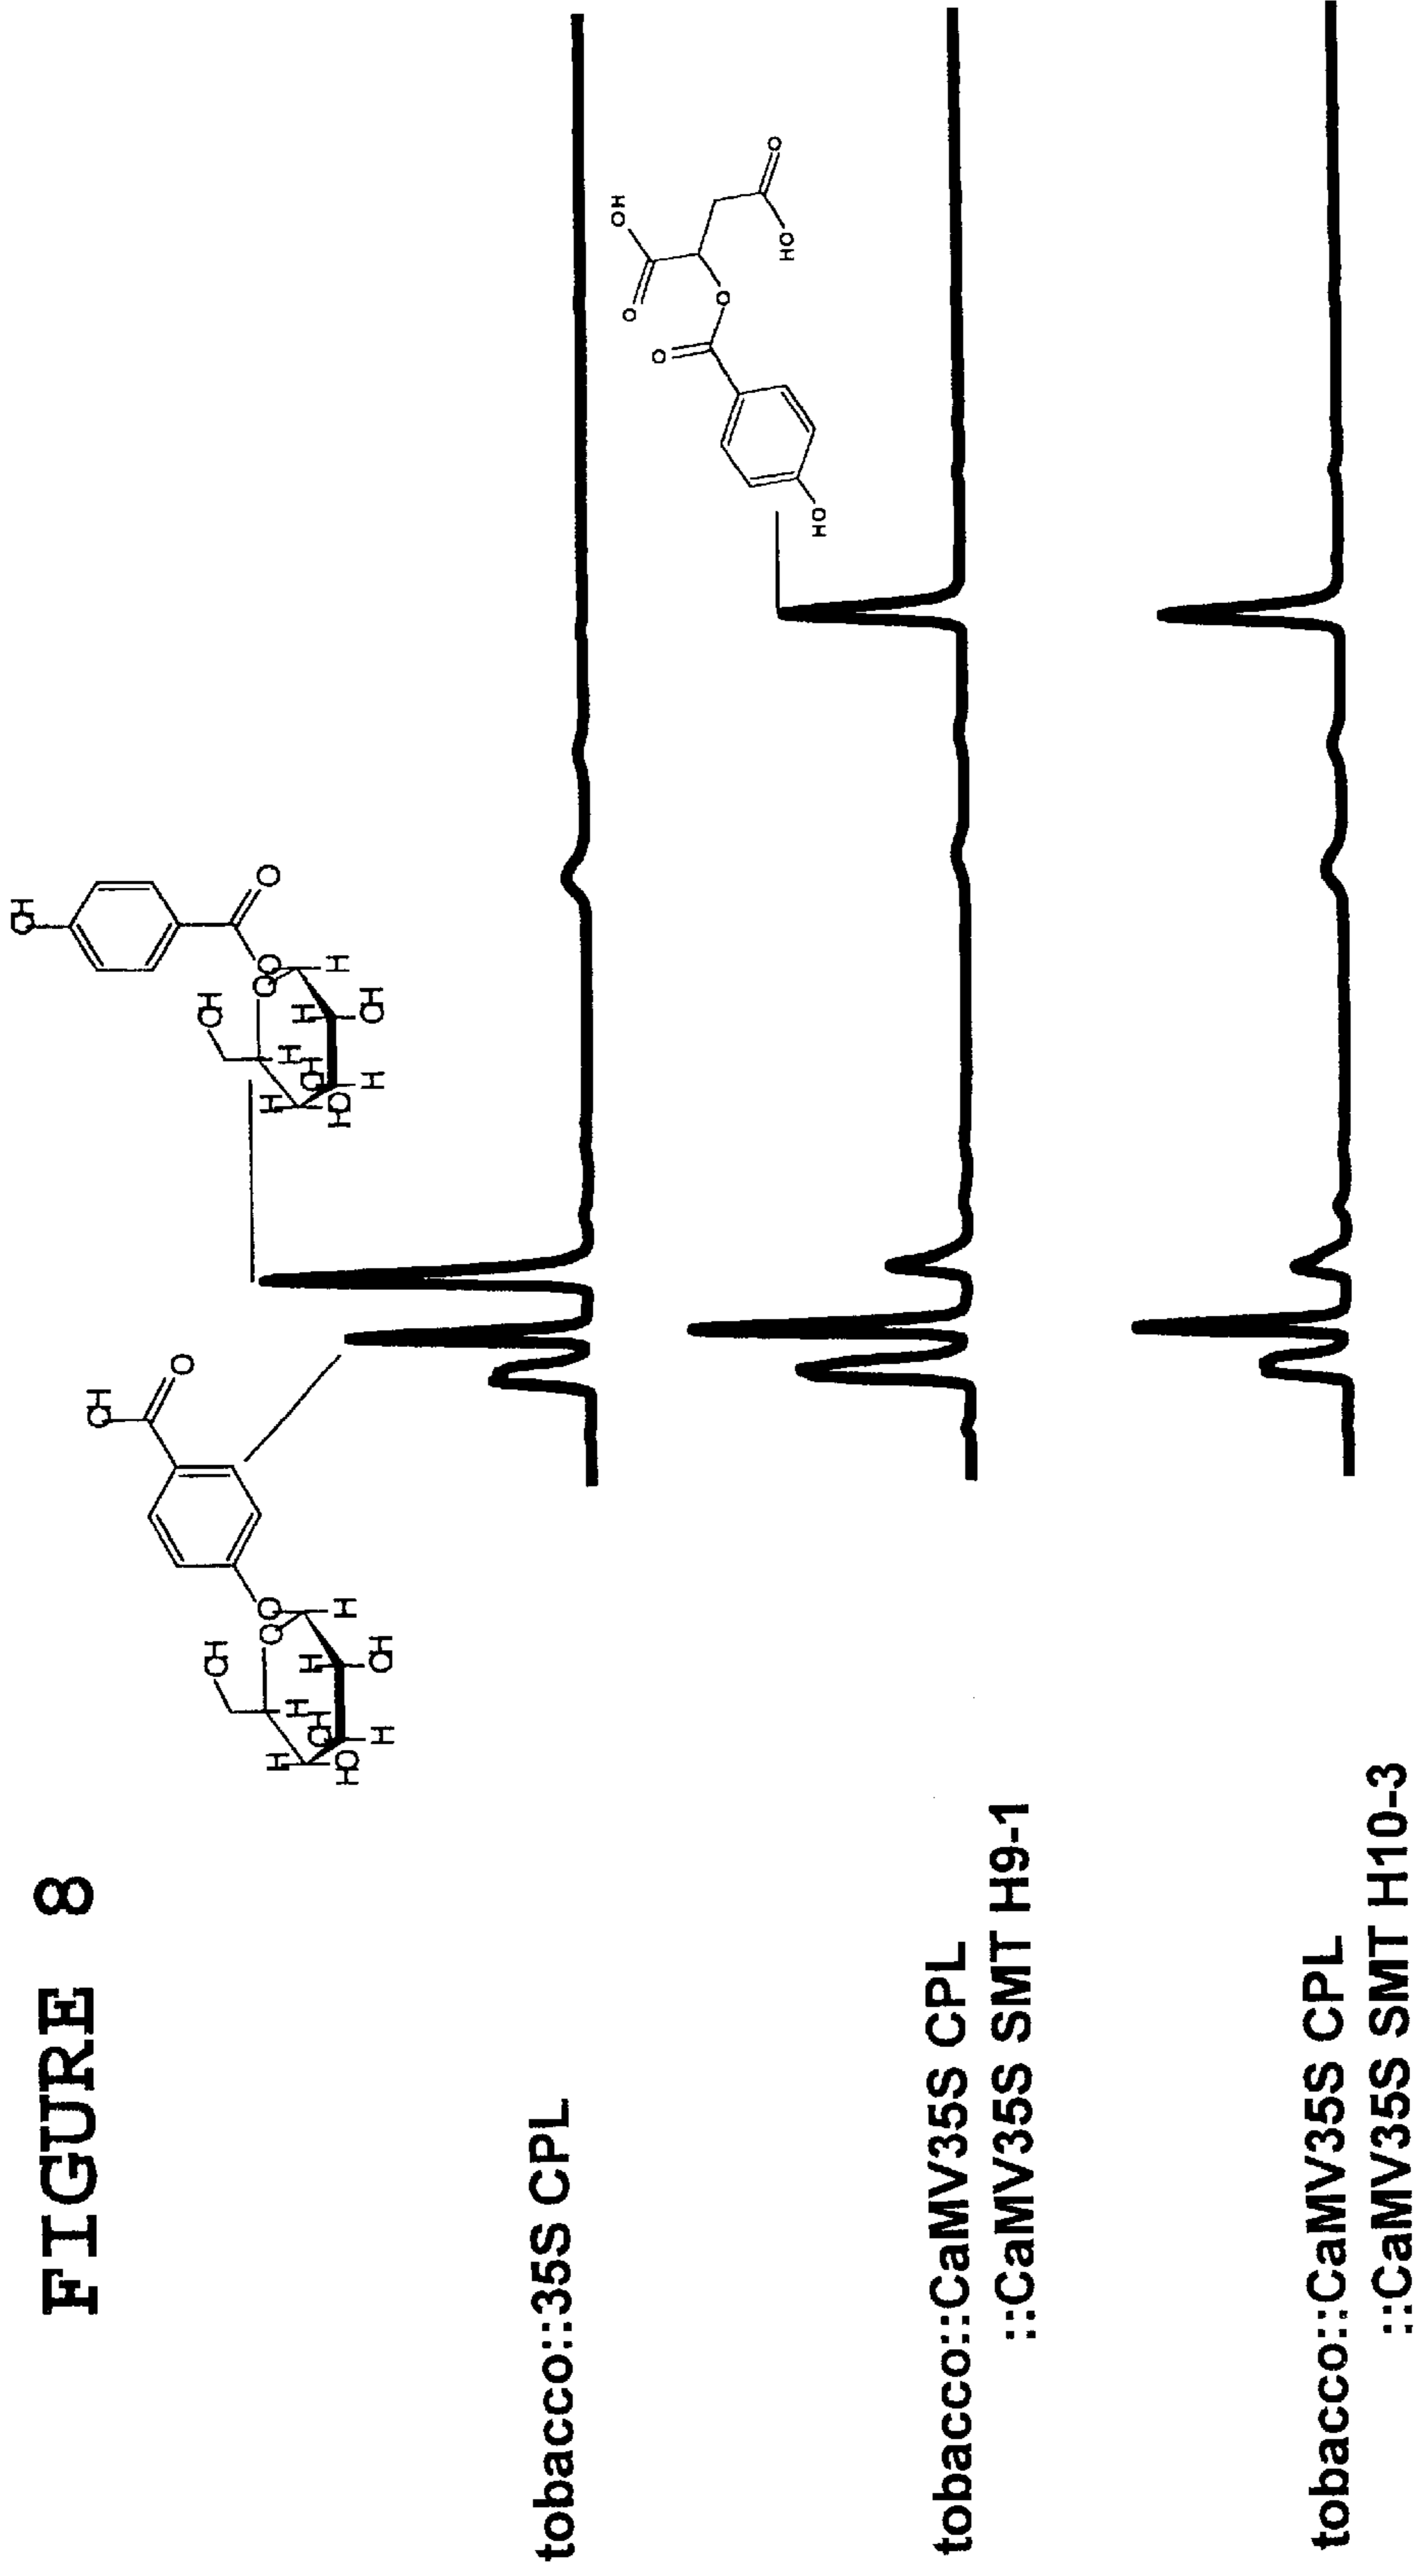 FIGURE 8
tobacco::35S CPL
tobacco::CaMV35S CPL
::CaMV35S SMT H9-1
tobacco::CaMV35S CPL
::CaMV35S SMT H10-3